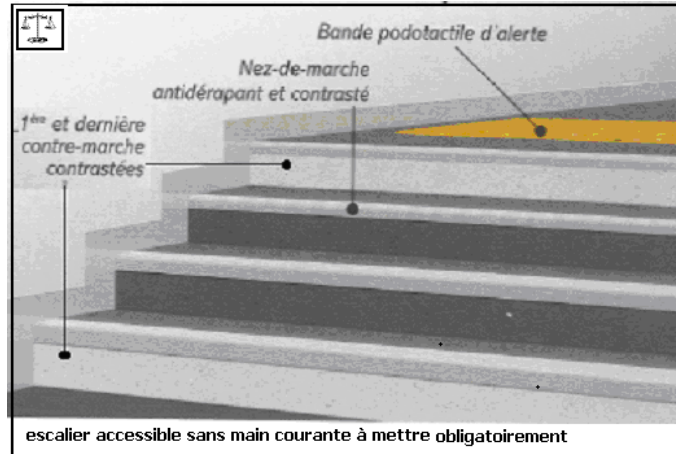 Bande podotactile d'alerte
Nez-de-marche
antidérapant et contrasté
1ère et dernière
contre-marche
contrastées
escalier accessible sans main courante à mettre obligatoirement